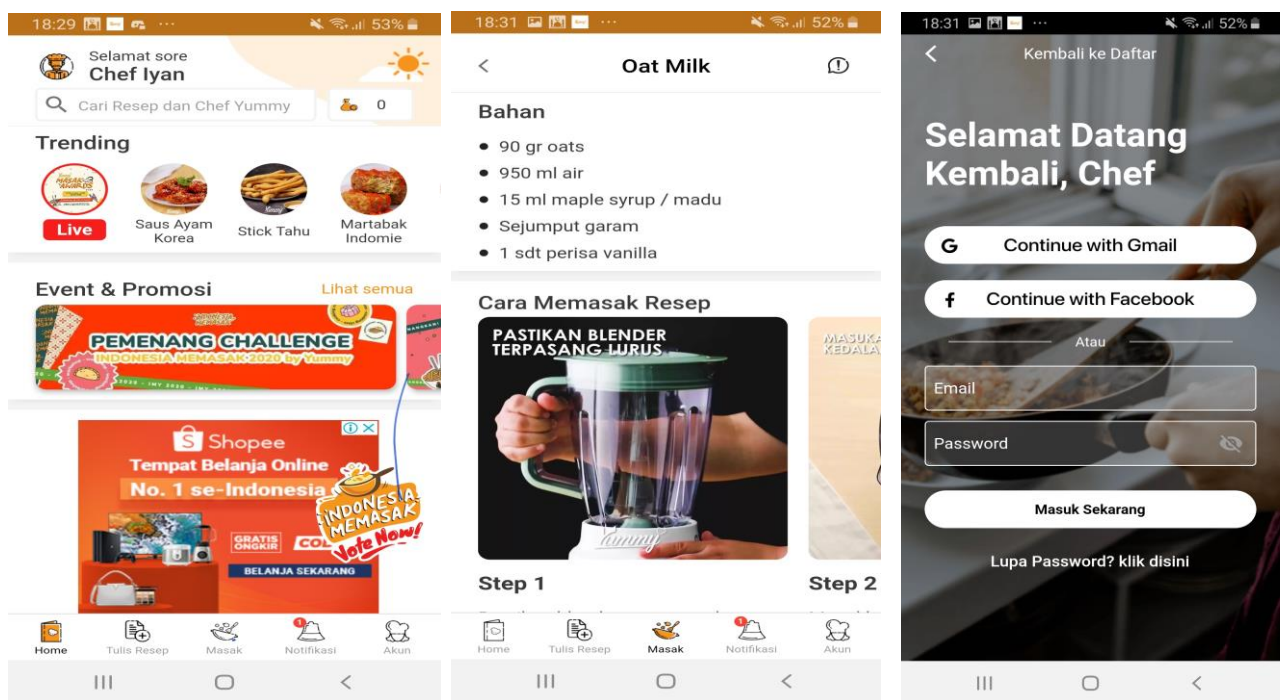 18:29
53%
Selamat sore
Chef Iyan
Cari Resep dan Chef Yummy
0
Trending
MASAK
AWARDS
Live
Saus Ayam
Korea
Stick Tahu
Martabak
Indomie
Event & Promosi
Lihat semua
INDONESIA
MEMASAK
PEMENANG CHALLENGE
INDONESIA MEMASAK 2020 by Yummy
Shopee
Tempat Belanja Online
No. 1 se-Indonesia
GRATIS
ONGKIR
BELANJA SEKARANG
INDONESIA
MEMASAK
Vote Now!
1
Home
Tulis Resep
Masak
Notifikasi
Akun
18:31
52%
Oat Milk
Bahan
• 90 gr oats
• 950 ml air
• 15 ml maple syrup / madu
• Sejumput garam
• 1 sdt perisa vanilla
Cara Memasak Resep
PASTIKAN BLENDER
TERPASANG LURUS
Yummy
Step 1
Step 2
1
Home
Tulis Resep
Masak
Notifikasi
Akun
18:31
52%
Kembali ke Daftar
Selamat Datang
Kembali, Chef
G Continue with Gmail
f Continue with Facebook
Atau
Email
Password
Masuk Sekarang
Lupa Password? klik disini